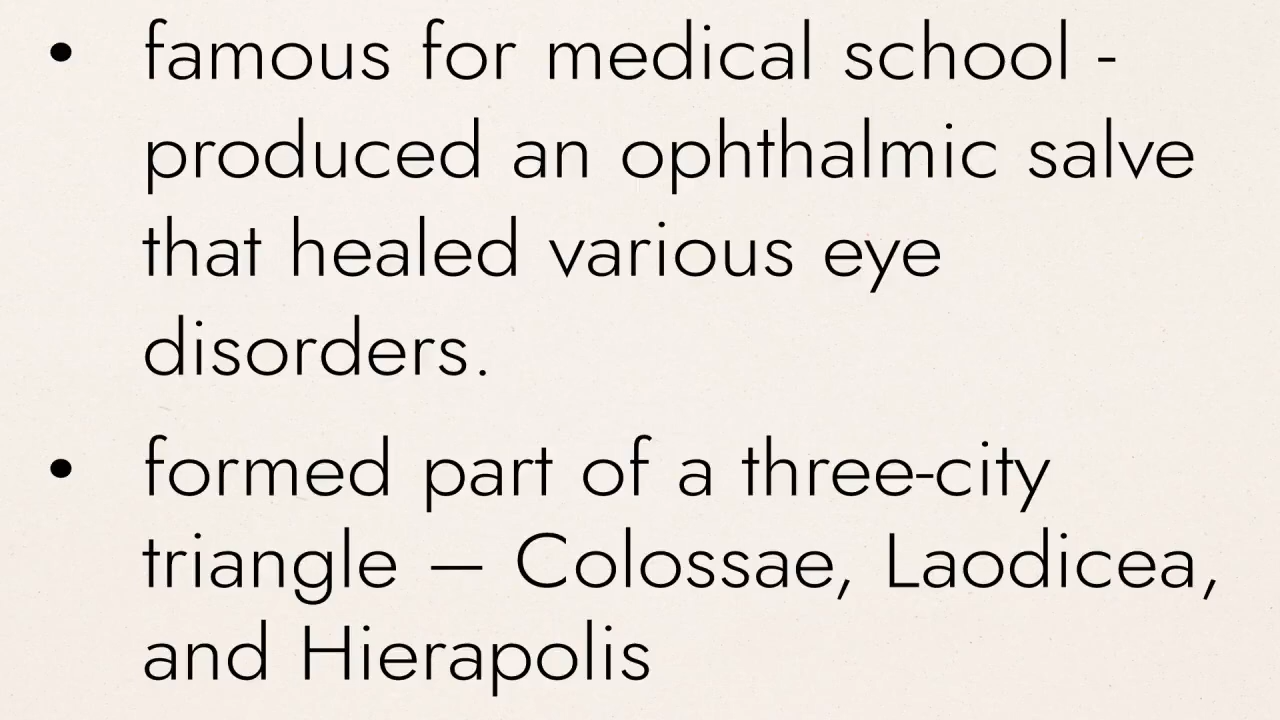 • famous for medical school -
produced an ophthalmic salve
that healed various eye
disorders.
• formed part of a three-city
triangle – Colossae, Laodicea,
and Hierapolis